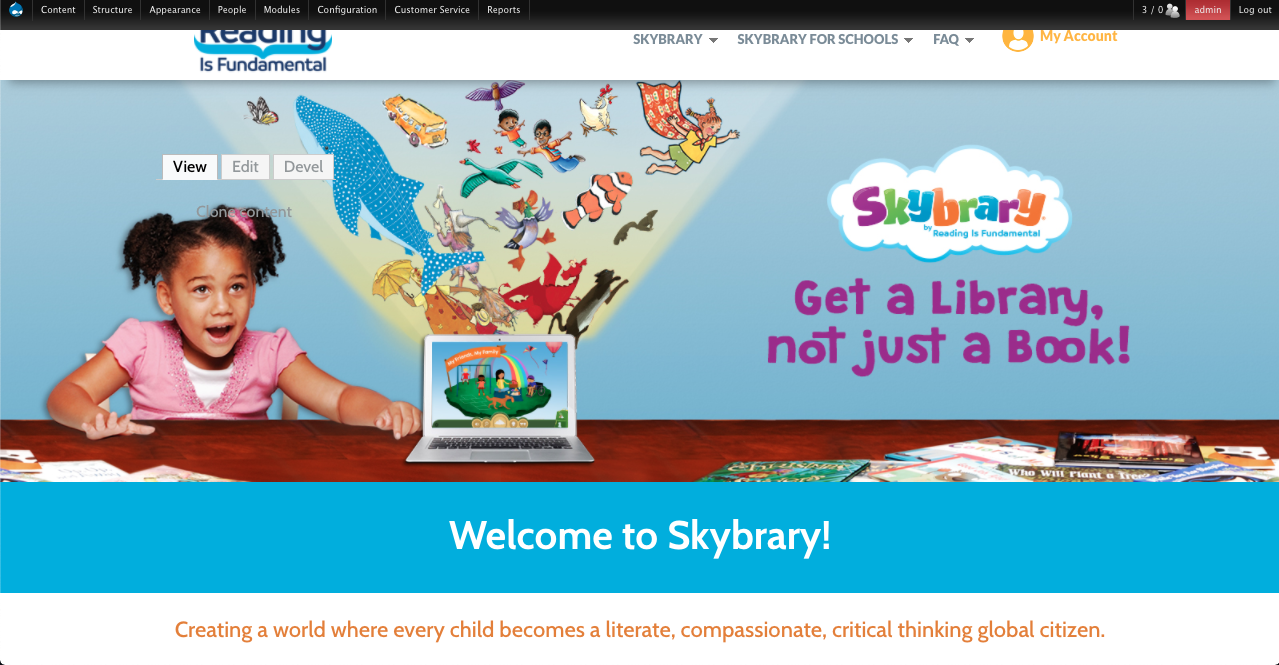 Content Structure Appearance People Modules Configuration Customer Service Reports 3 / 0 admin Log out
Reading
Is Fundamental
SKYBRARY SKYBRARY FOR SCHOOLS FAQ My Account
View Edit Devel
Clone content
Skybrary
by Reading Is Fundamental
Get a Library,
not just a Book!
My Friends, My Family
Who Will Plant a Tree?
Welcome to Skybrary!
Creating a world where every child becomes a literate, compassionate, critical thinking global citizen.